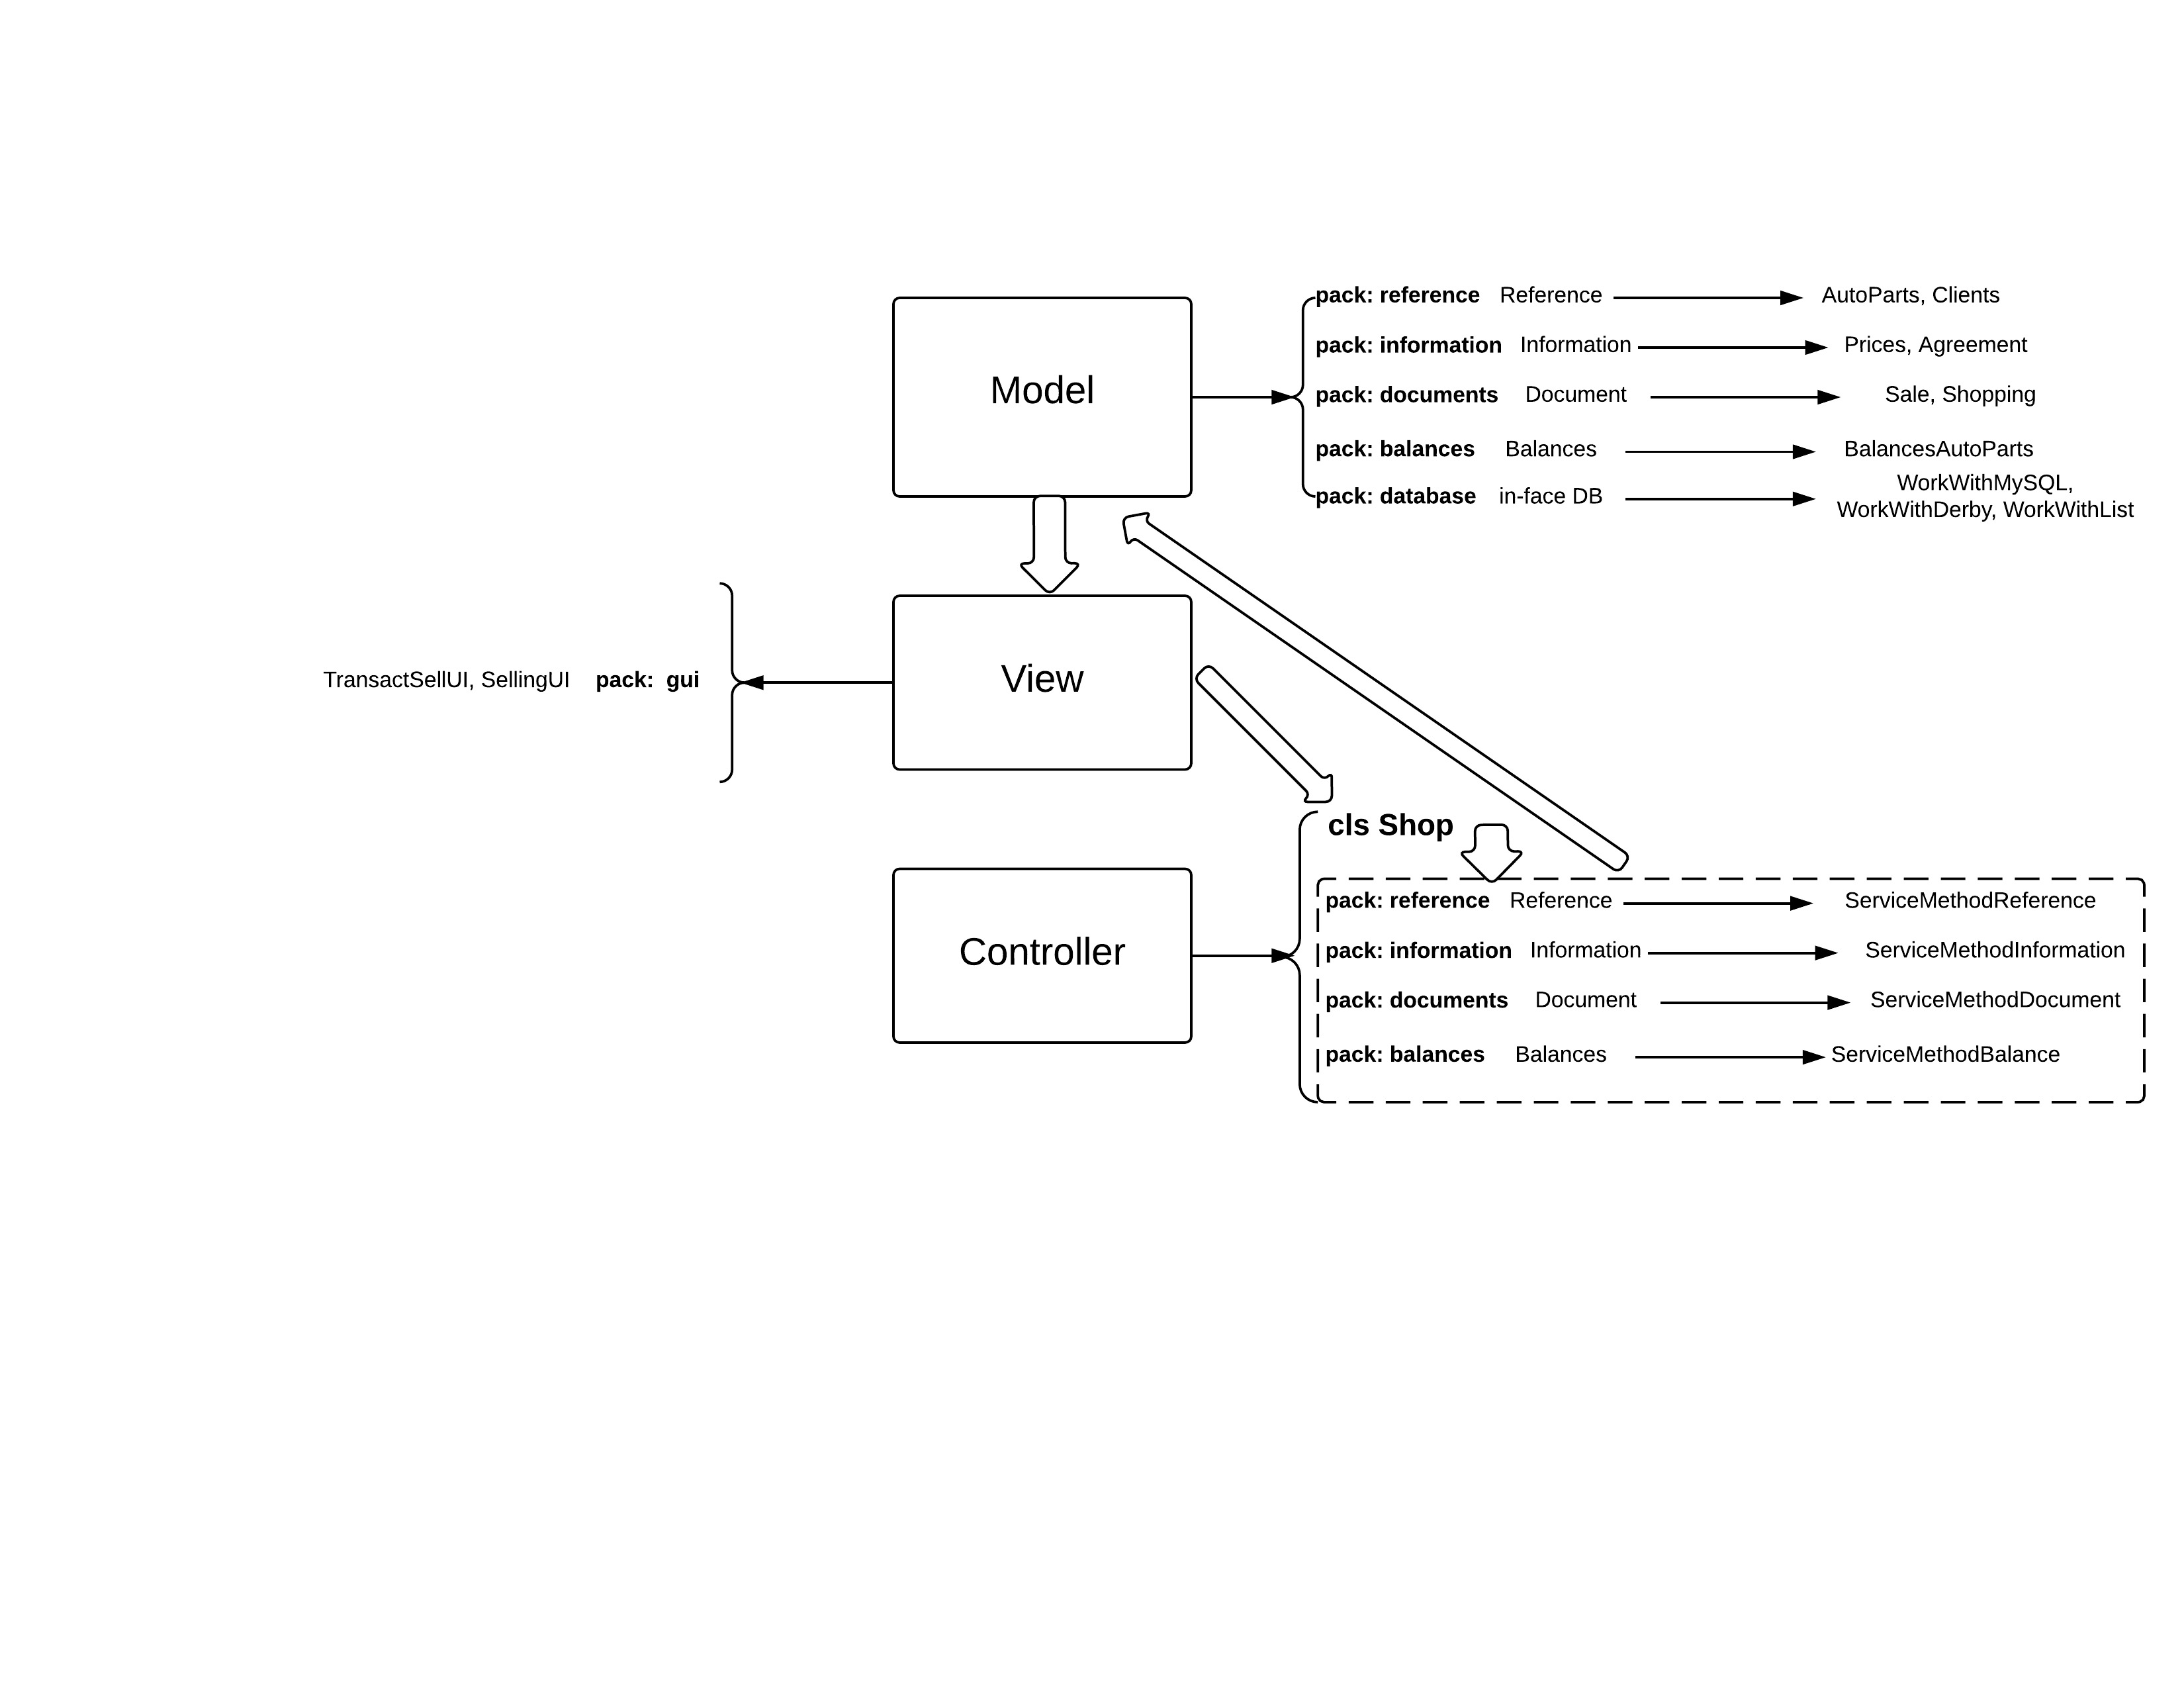 Model
pack: reference Reference AutoParts, Clients
pack: information Information Prices, Agreement
pack: documents Document Sale, Shopping
pack: balances Balances BalancesAutoParts
pack: database in-face DB WorkWithMySQL,
WorkWithDerby, WorkWithList
TransactSellUI, SellingUI pack: gui
View
cls Shop
Controller
pack: reference Reference ServiceMethodReference
pack: information Information ServiceMethodInformation
pack: documents Document ServiceMethodDocument
pack: balances Balances ServiceMethodBalance